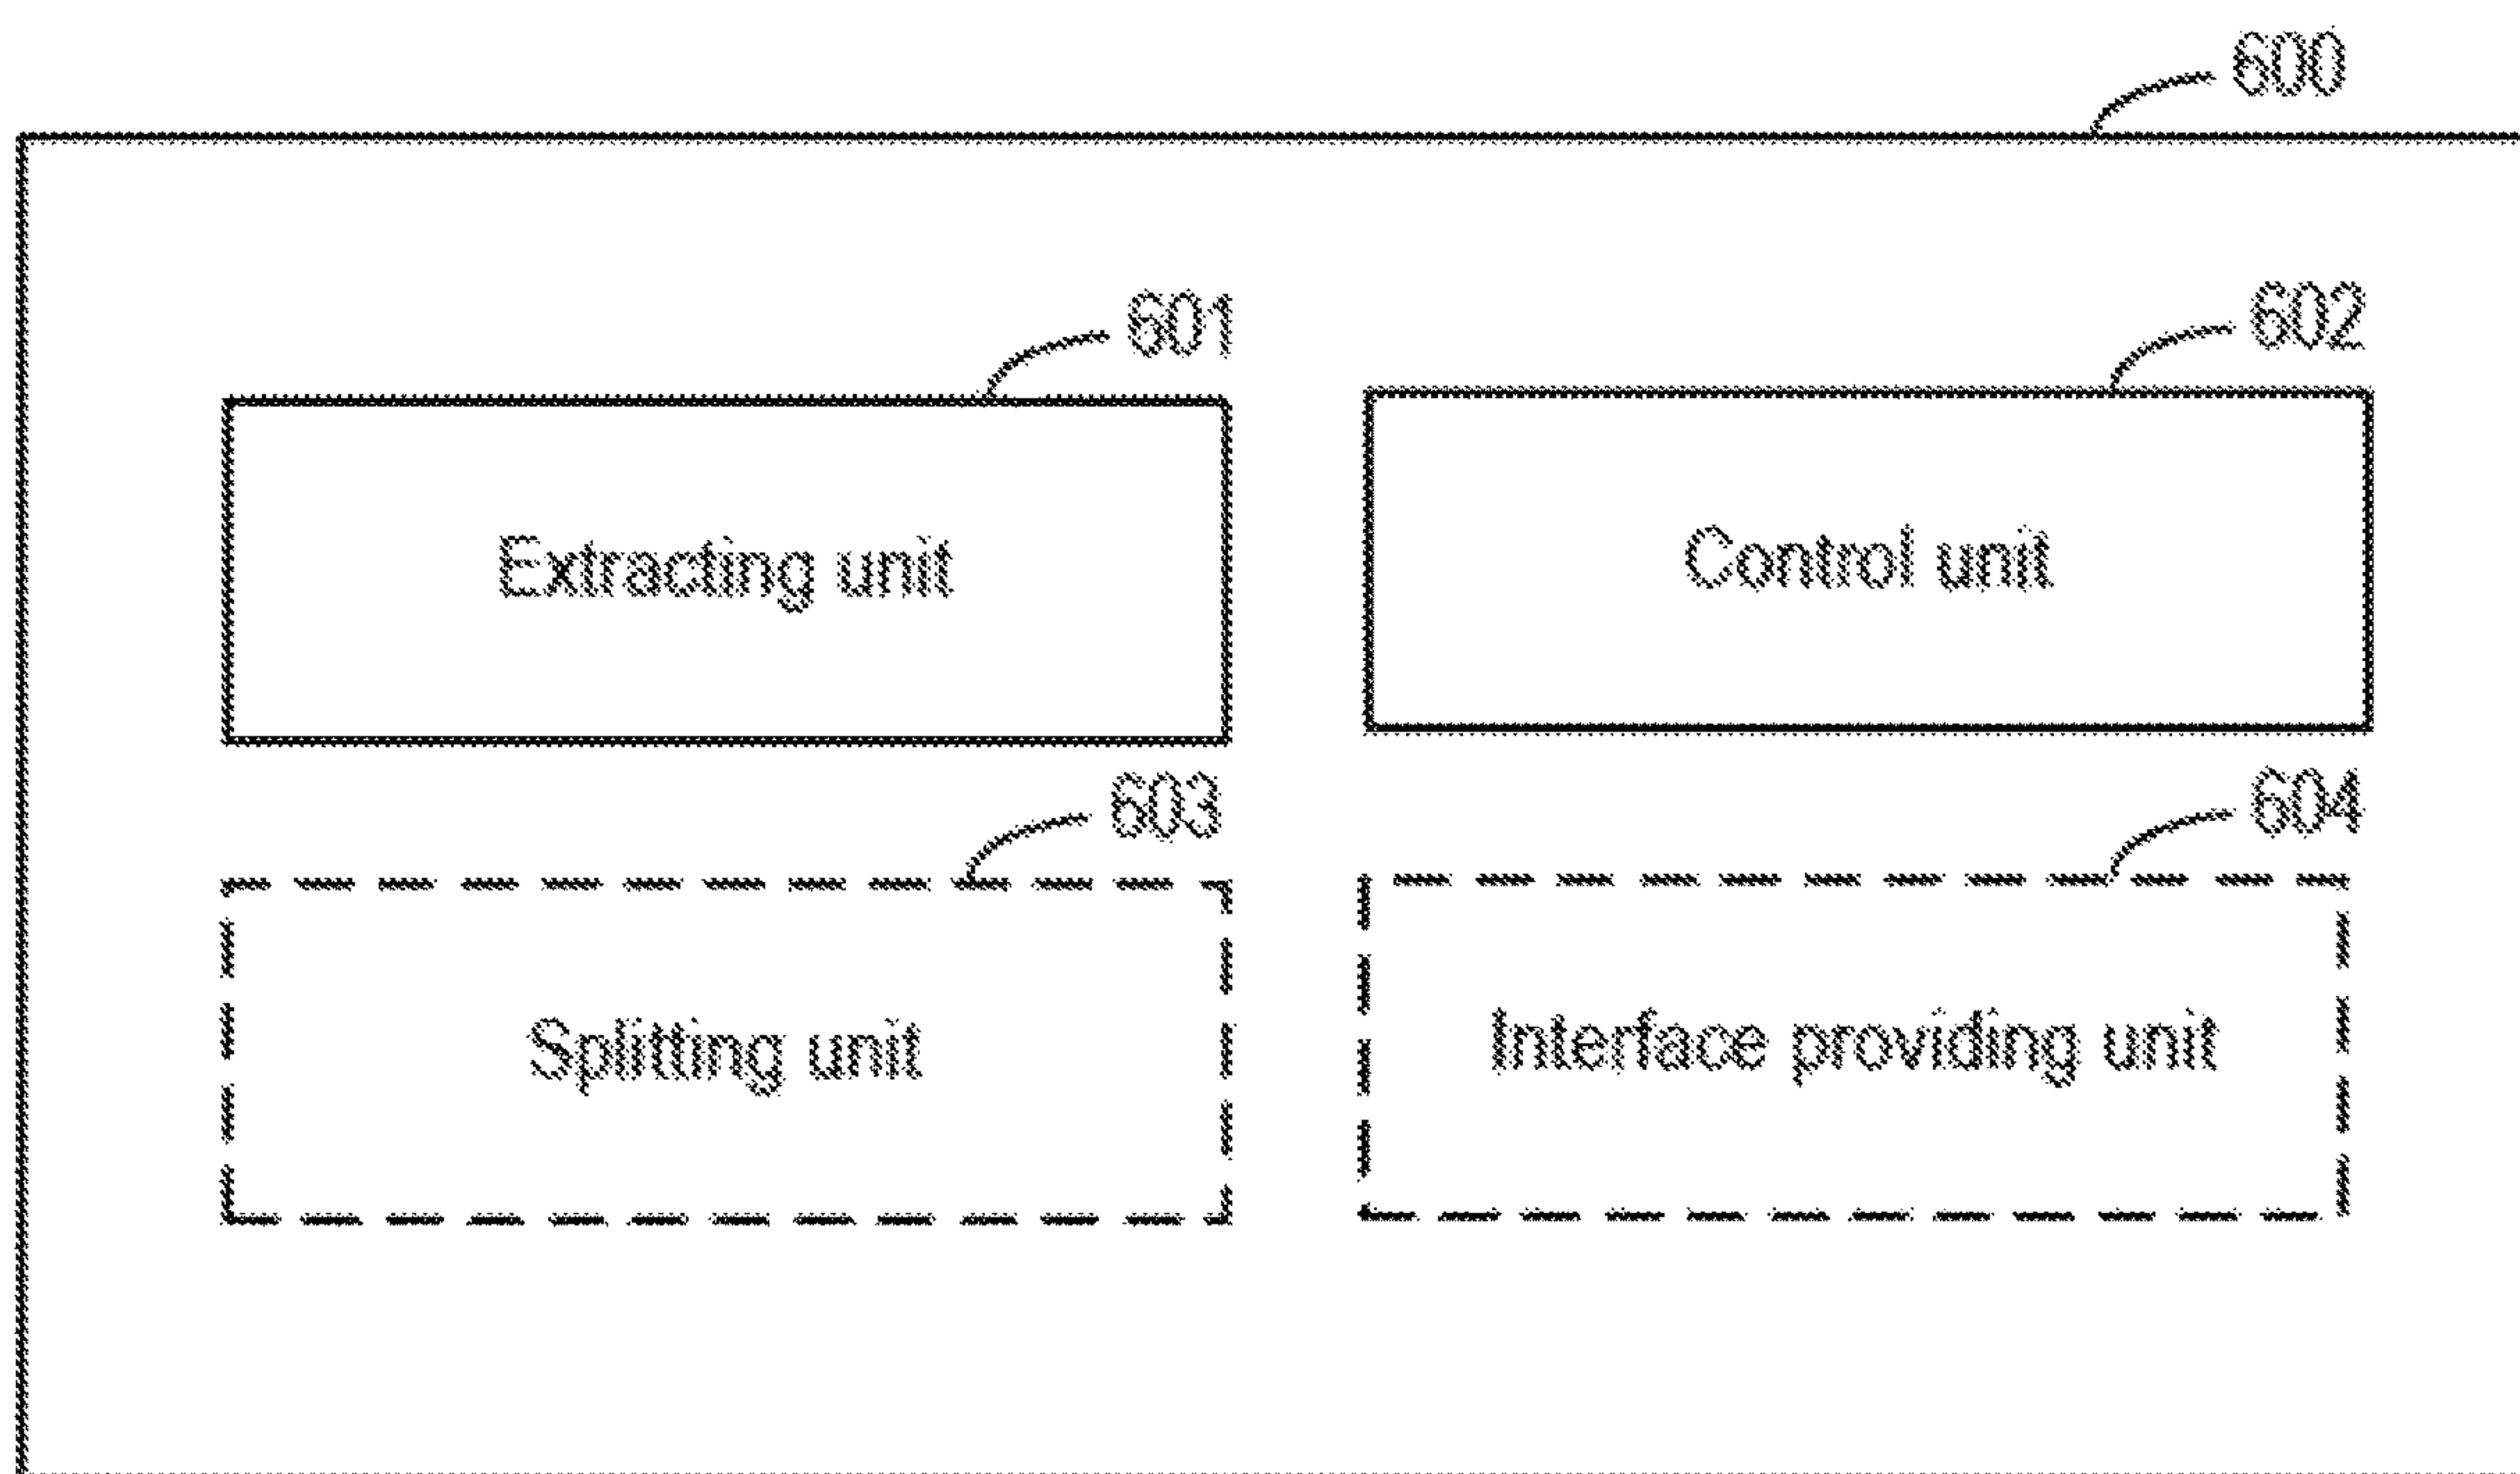 600
601
602
Extracting unit
Control unit
603
604
Splitting unit
Interface providing unit